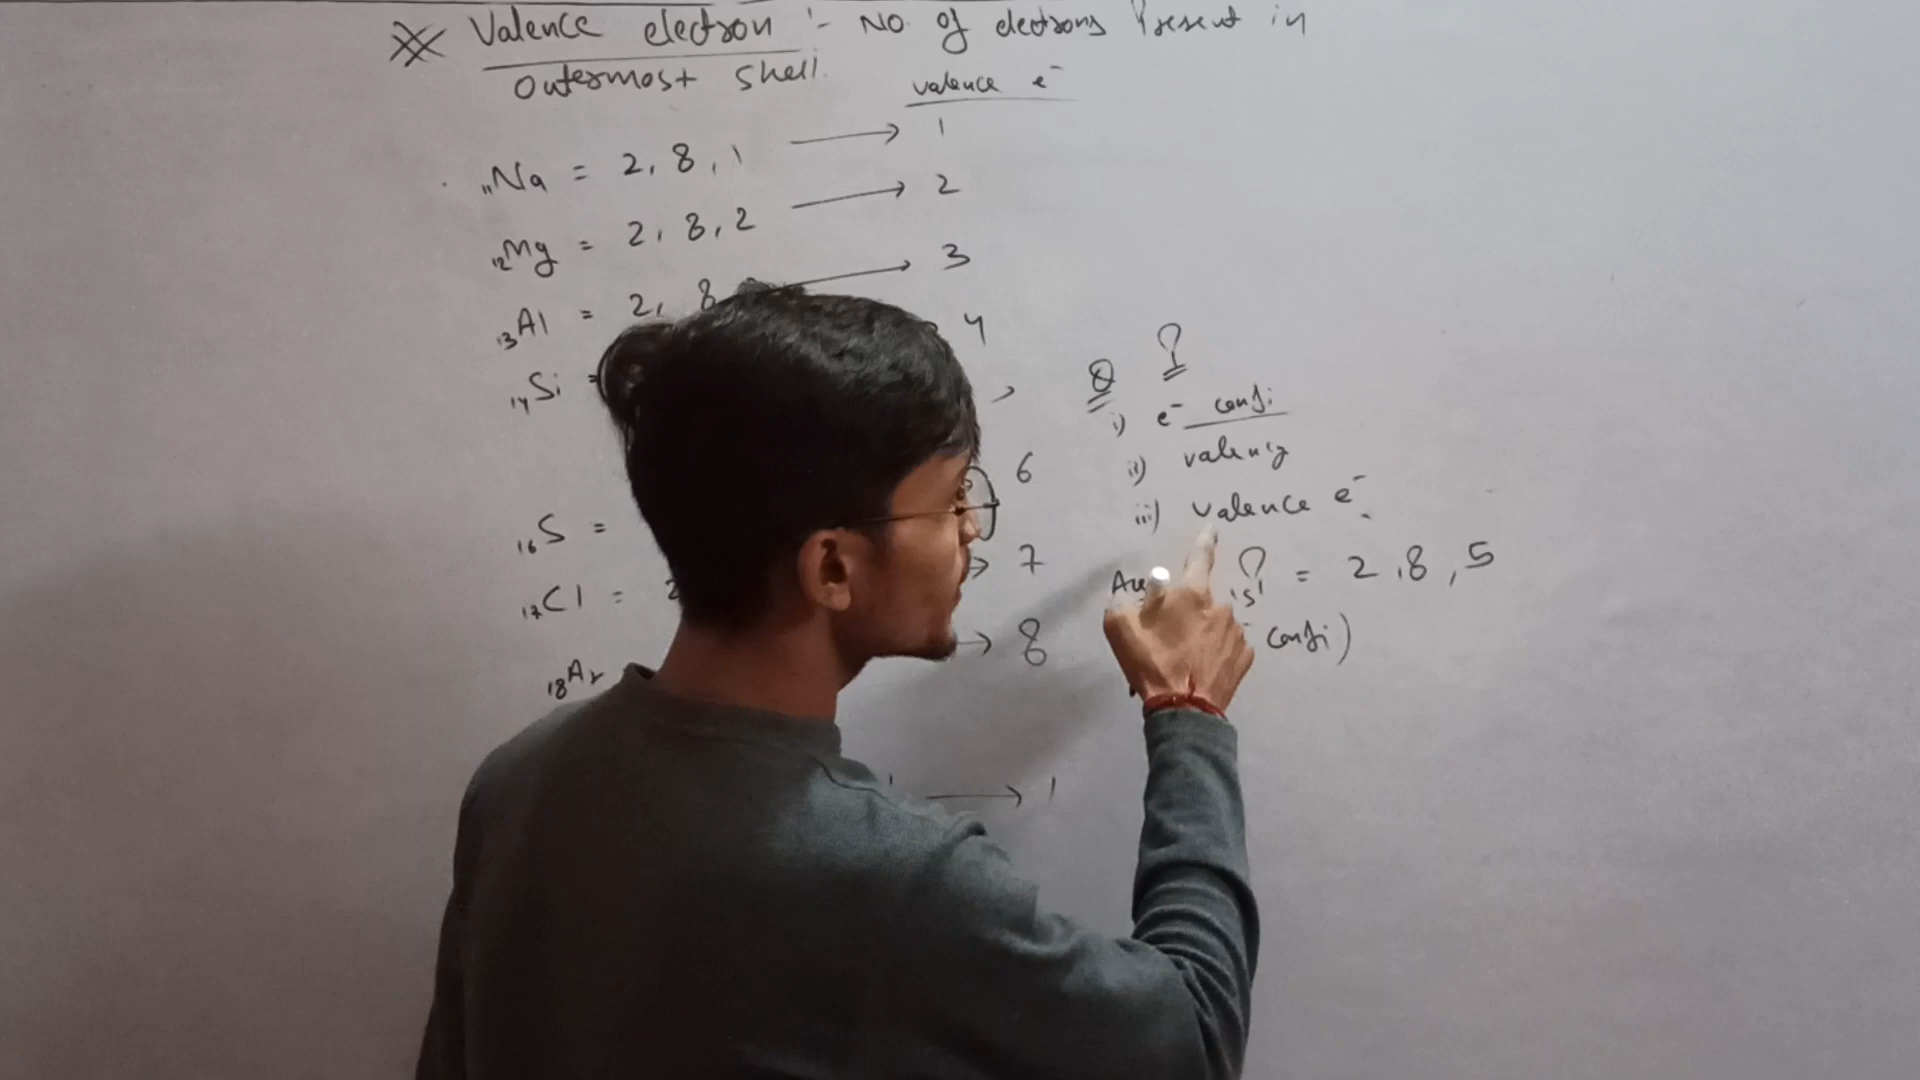 Valence electron :- No of electrons Present in
Outermost shell.
valence e⁻
₁₁Na = 2, 8, 1 → 1
₁₂Mg = 2, 8, 2 → 2
₁₃Al = 2, 8 → 3
₁₄Si = 4
₁₆S = 6
₁₇Cl = 2 → 7
₁₈Ar → 8
→ 1
Q P
i) e⁻ confi
ii) valency
iii) valence e⁻
₁₅P = 2, 8, 5
confi)